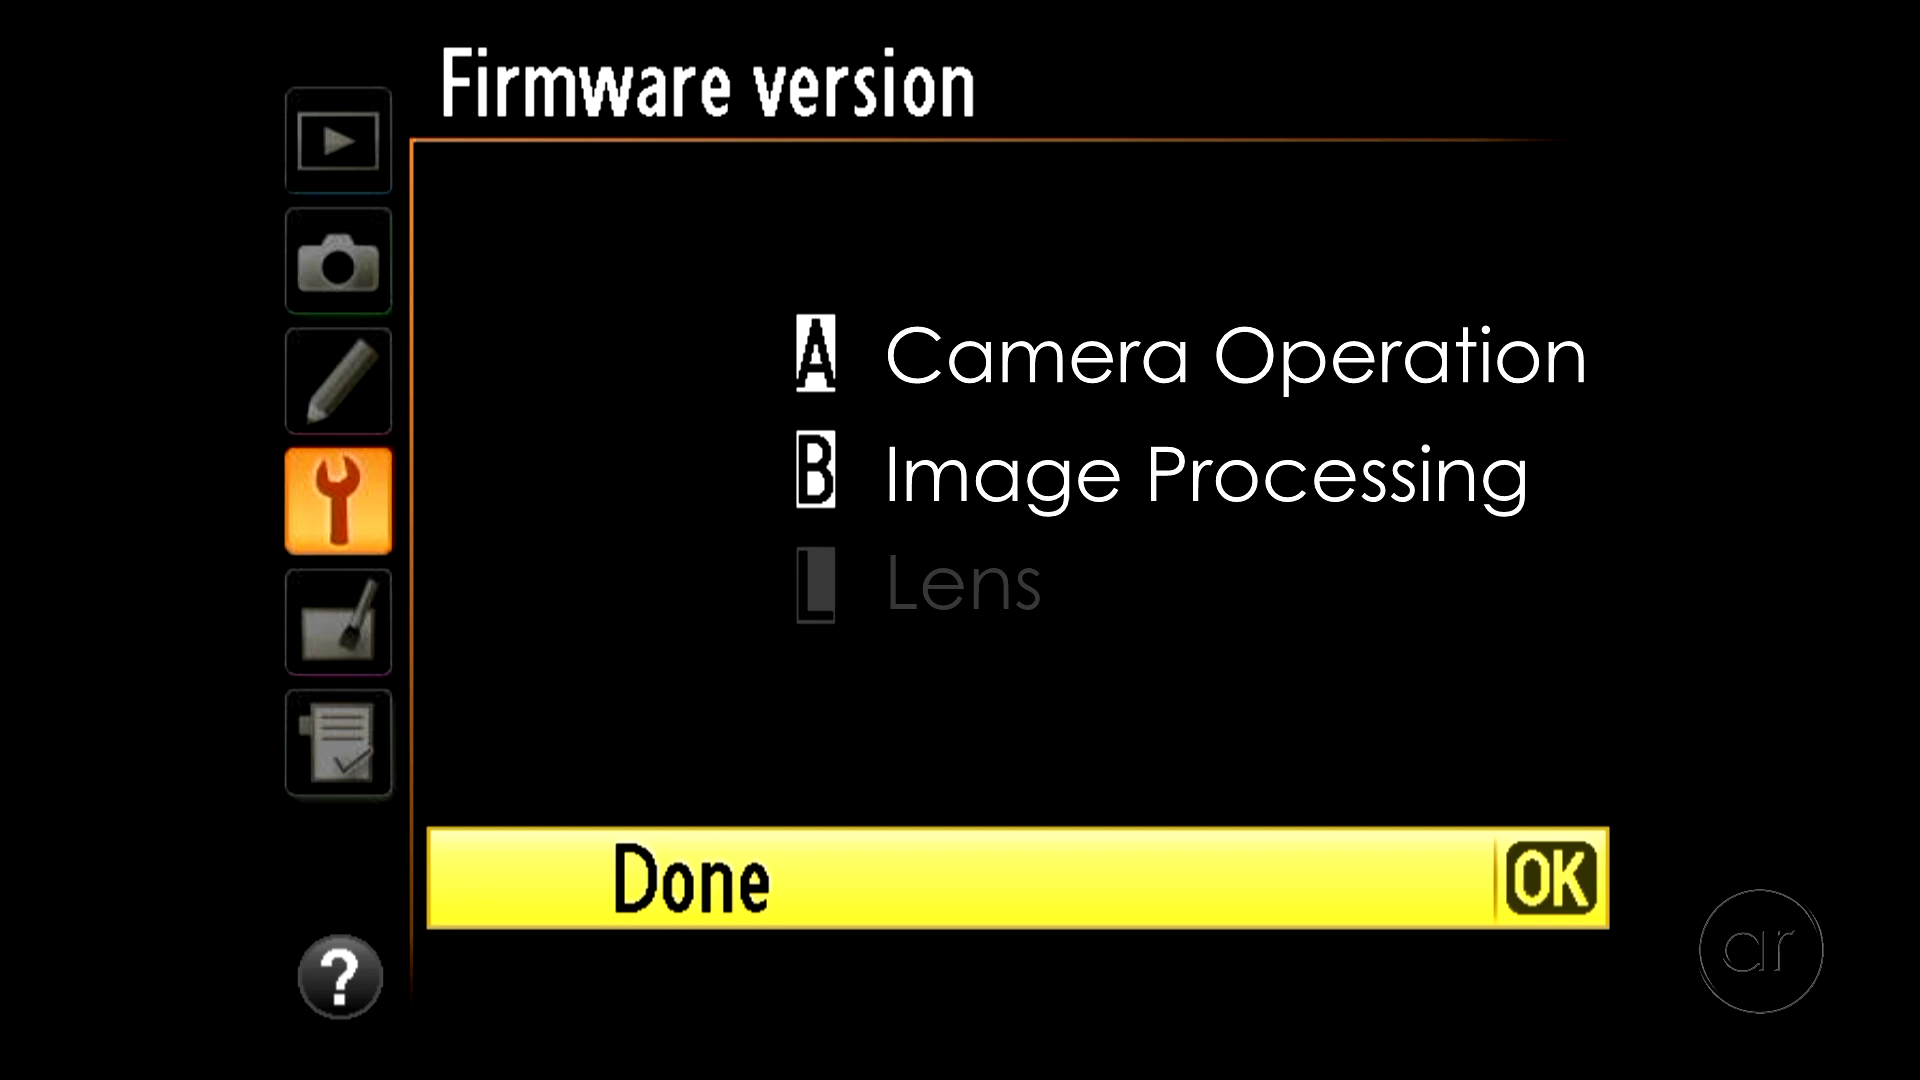 Firmware version
A Camera Operation
B Image Processing
L Lens
Done OK
?
ar